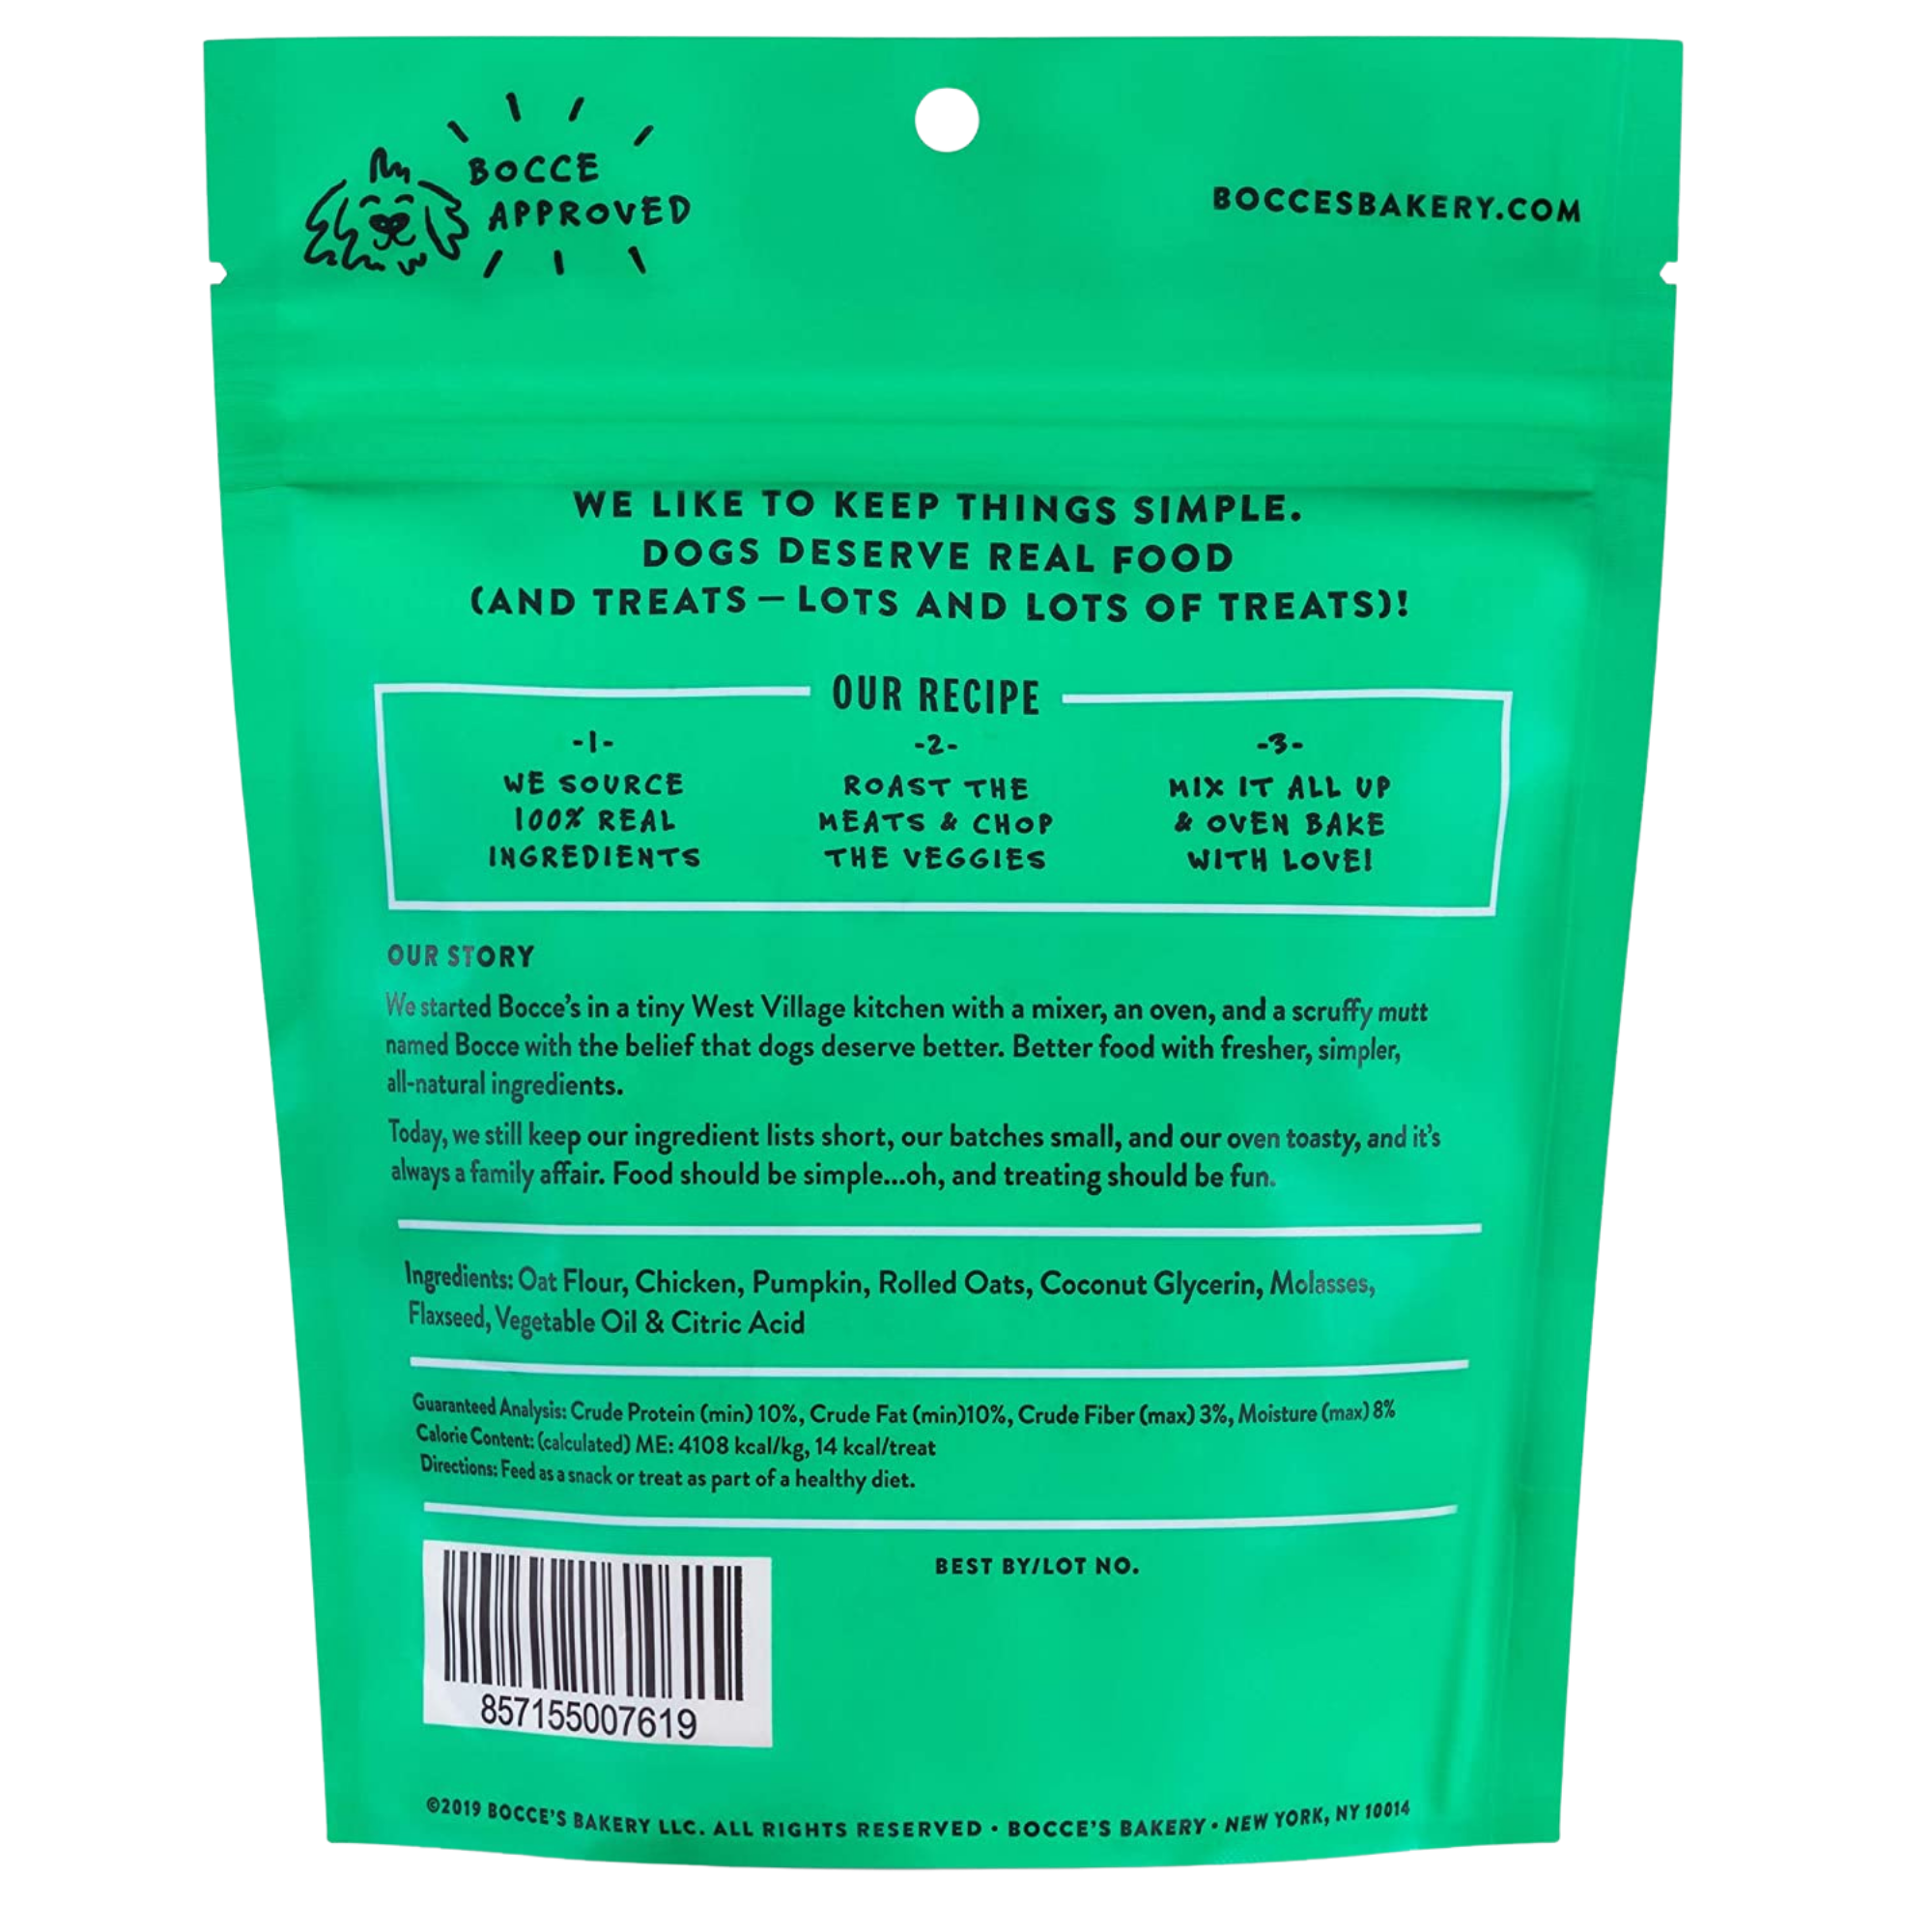 BOCCE
APPROVED
BOCCESBAKERY.COM
WE LIKE TO KEEP THINGS SIMPLE.
DOGS DESERVE REAL FOOD
(AND TREATS — LOTS AND LOTS OF TREATS)!
OUR RECIPE
-1-
WE SOURCE
100% REAL
INGREDIENTS
-2-
ROAST THE
MEATS & CHOP
THE VEGGIES
-3-
MIX IT ALL UP
& OVEN BAKE
WITH LOVE!
OUR STORY
We started Bocce's in a tiny West Village kitchen with a mixer, an oven, and a scruffy mutt
named Bocce with the belief that dogs deserve better. Better food with fresher, simpler,
all-natural ingredients.
Today, we still keep our ingredient lists short, our batches small, and our oven toasty, and it's
always a family affair. Food should be simple...oh, and treating should be fun.
Ingredients: Oat Flour, Chicken, Pumpkin, Rolled Oats, Coconut Glycerin, Molasses,
Flaxseed, Vegetable Oil & Citric Acid
Guaranteed Analysis: Crude Protein (min) 10%, Crude Fat (min)10%, Crude Fiber (max) 3%, Moisture (max) 8%
Calorie Content: (calculated) ME: 4108 kcal/kg, 14 kcal/treat
Directions: Feed as a snack or treat as part of a healthy diet.
BEST BY/LOT NO.
857155007619
©2019 BOCCE'S BAKERY LLC. ALL RIGHTS RESERVED • BOCCE'S BAKERY • NEW YORK, NY 10014